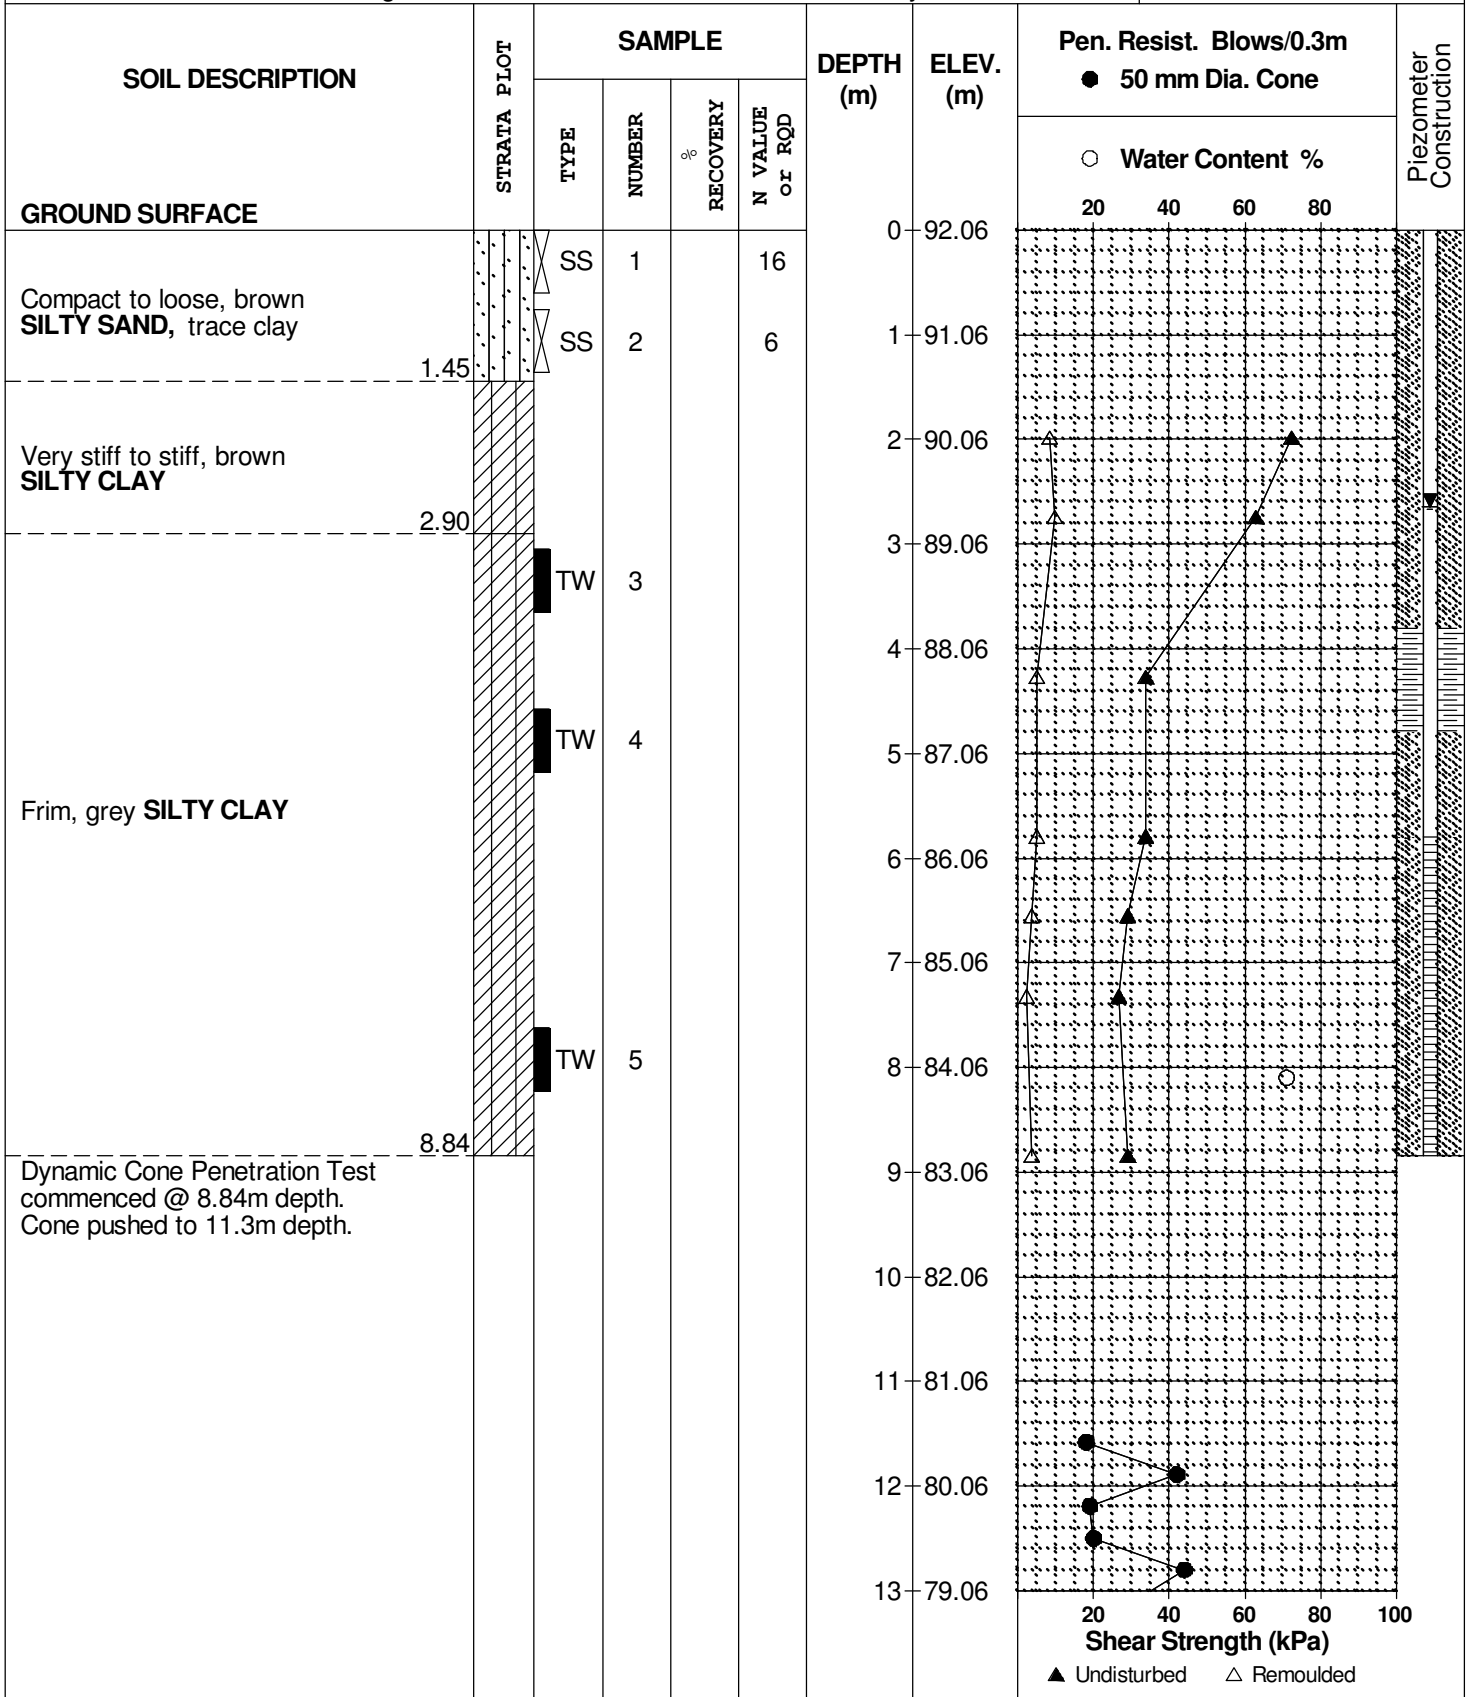 SOIL DESCRIPTION
STRATA PLOT
SAMPLE
TYPE
NUMBER
%
RECOVERY
N VALUE
or RQD
DEPTH
(m)
ELEV.
(m)
Pen. Resist. Blows/0.3m
● 50 mm Dia. Cone
○ Water Content %
Piezometer
Construction
GROUND SURFACE
20 40 60 80
0 92.06
SS 1 16
Compact to loose, brown
SILTY SAND, trace clay
SS 2 6
1 91.06
1.45
2 90.06
Very stiff to stiff, brown
SILTY CLAY
2.90
3 89.06
TW 3
4 88.06
TW 4
5 87.06
Frim, grey SILTY CLAY
6 86.06
7 85.06
TW 5
8 84.06
8.84
Dynamic Cone Penetration Test
commenced @ 8.84m depth.
Cone pushed to 11.3m depth.
9 83.06
10 82.06
11 81.06
12 80.06
13 79.06
20 40 60 80 100
Shear Strength (kPa)
▲ Undisturbed △ Remoulded